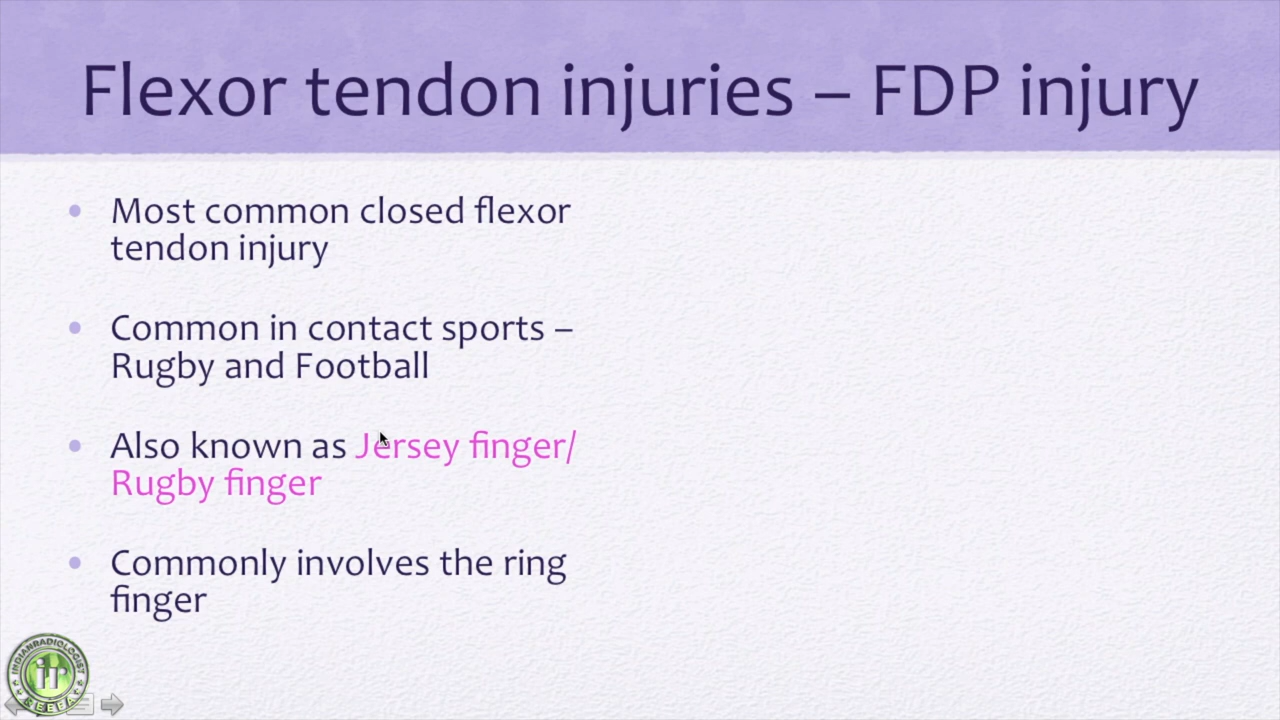 Flexor tendon injuries – FDP injury
• Most common closed flexor
tendon injury
• Common in contact sports –
Rugby and Football
• Also known as Jersey finger/
Rugby finger
• Commonly involves the ring
finger
INDIANRADIOLOGIST